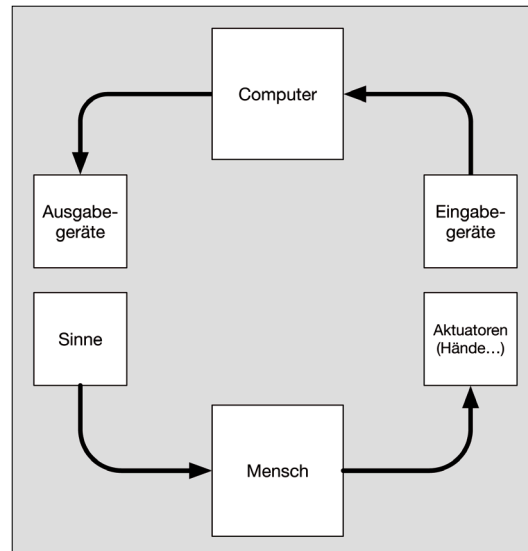 Computer
Ausgabe-
geräte
Eingabe-
geräte
Sinne
Aktuatoren
(Hände…)
Mensch